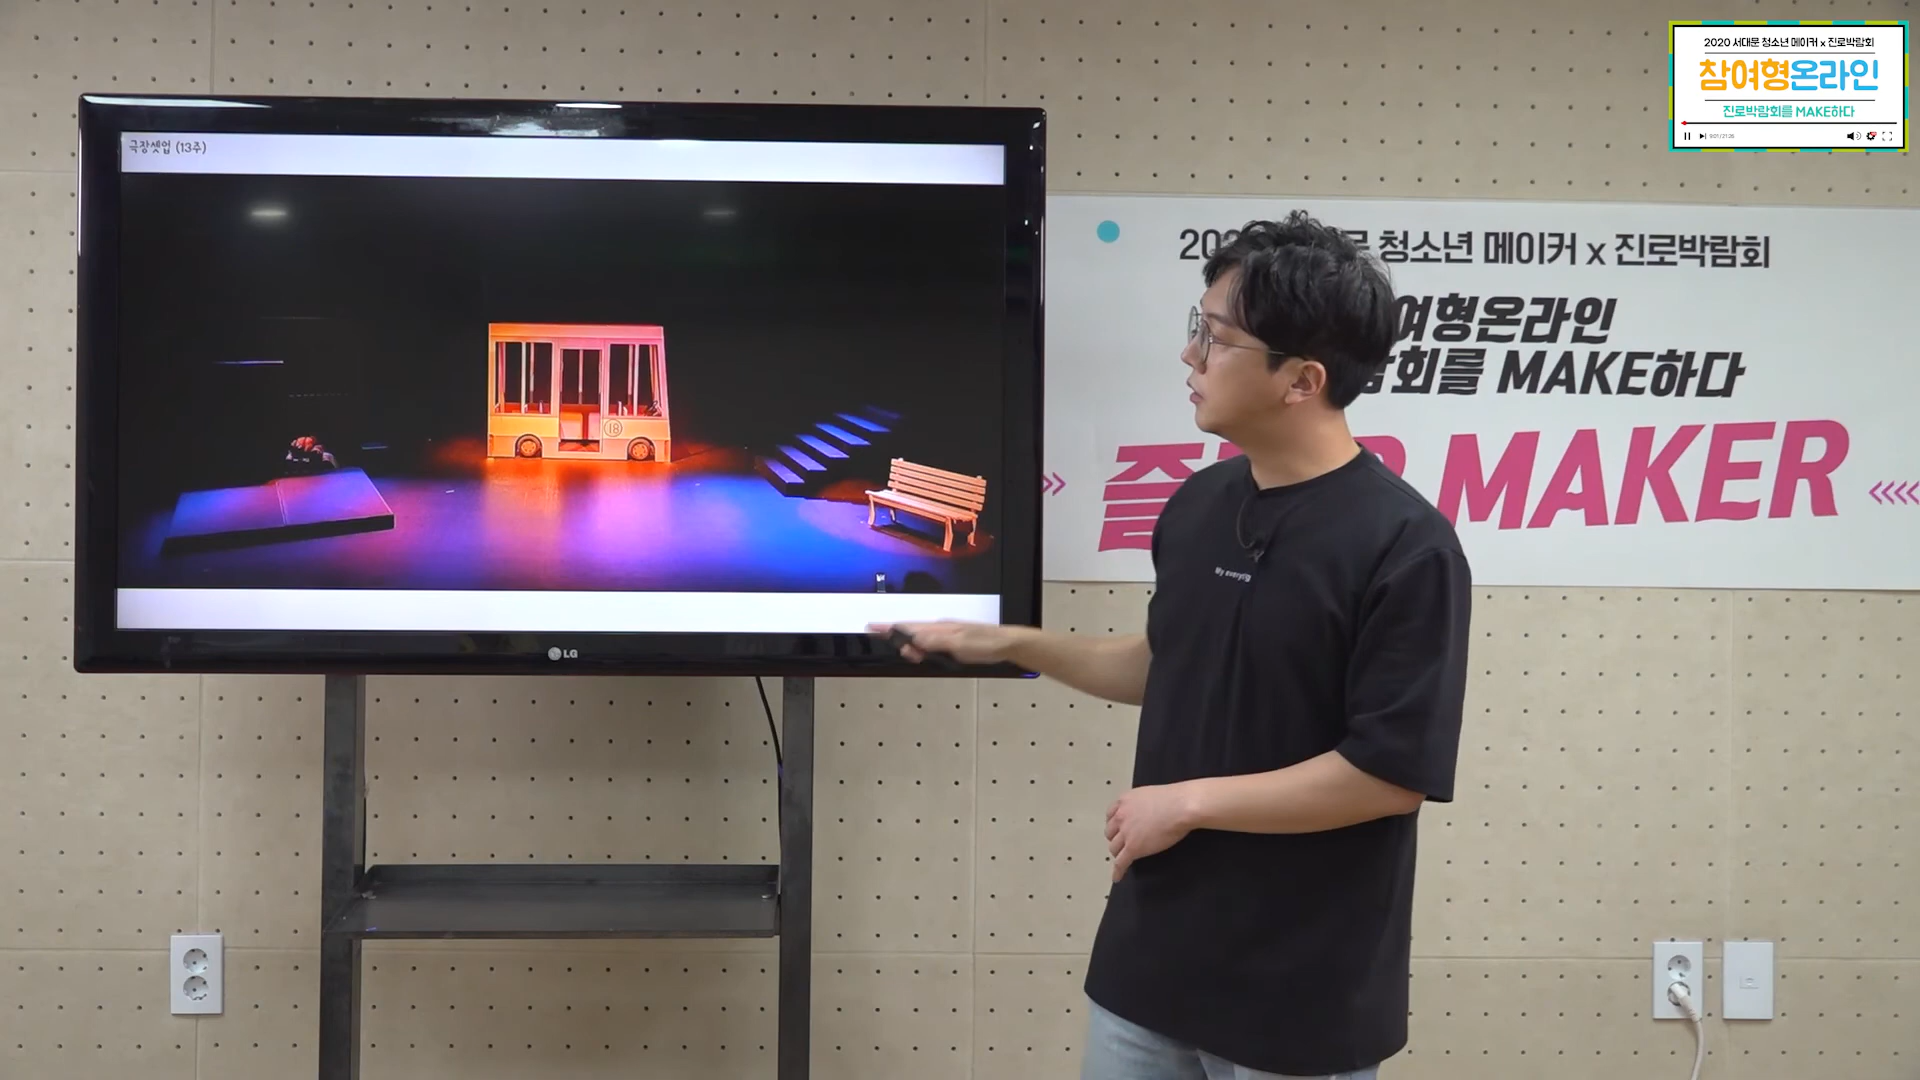 2020 서대문 청소년 메이커 x 진로박람회
참여형온라인
진로박람회를 MAKE하다
극장셋업 (13주)
18
LG
청소년 메이커 x 진로박람회
여형온라인
회를 MAKE하다
MAKER
My everyday